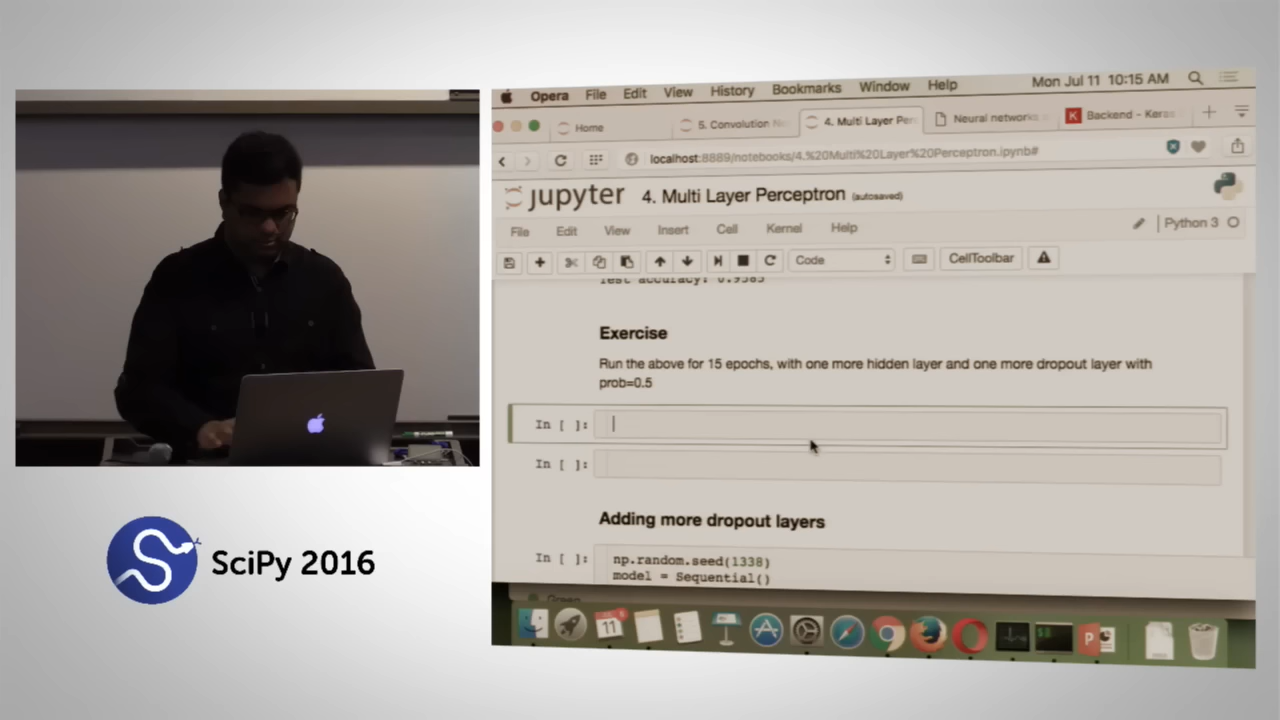 Opera File Edit View History Bookmarks Window Help Mon Jul 11 10:15 AM
Home 5. Convolution Ne 4. Multi Layer Per Neural networks Backend - Keras
localhost:8889/notebooks/4.%20Multi%20Layer%20Perceptron.ipynb#
jupyter 4. Multi Layer Perceptron (autosaved)
File Edit View Insert Cell Kernel Help Python 3
Code CellToolbar
Test accuracy:
Exercise
Run the above for 15 epochs, with one more hidden layer and one more dropout layer with
prob=0.5
In [ ]:
In [ ]:
Adding more dropout layers
In [ ]: np.random.seed(1338)
model = Sequential()
11
SciPy 2016